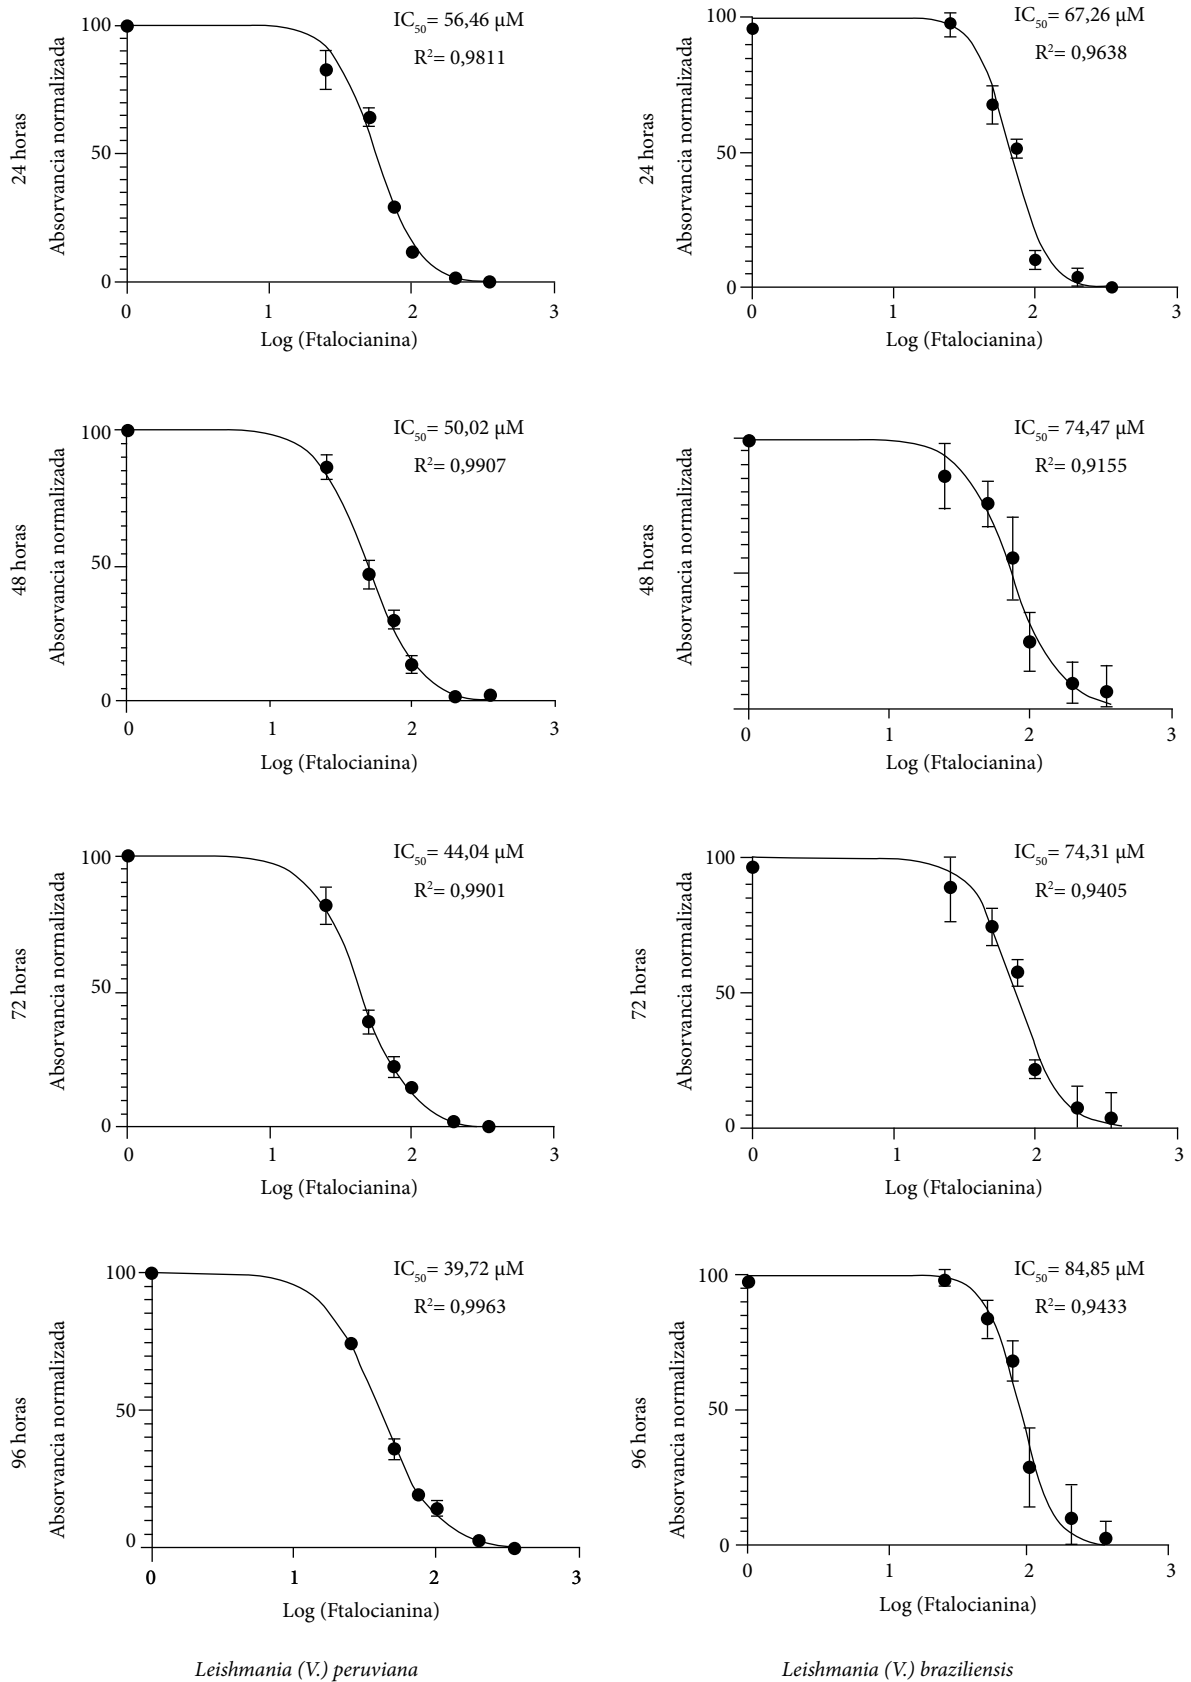 24 horas
Absorvancia normalizada
100
50
0
IC50= 56,46 µM
R2= 0,9811
0 1 2 3
Log (Ftalocianina)
24 horas
Absorvancia normalizada
100
50
0
IC50= 67,26 µM
R2= 0,9638
0 1 2 3
Log (Ftalocianina)
48 horas
Absorvancia normalizada
100
50
0
IC50= 50,02 µM
R2= 0,9907
0 1 2 3
Log (Ftalocianina)
48 horas
Absorvancia normalizada
IC50= 74,47 µM
R2= 0,9155
0 1 2 3
Log (Ftalocianina)
72 horas
Absorvancia normalizada
100
50
0
IC50= 44,04 µM
R2= 0,9901
0 1 2 3
Log (Ftalocianina)
72 horas
Absorvancia normalizada
100
50
0
IC50= 74,31 µM
R2= 0,9405
0 1 2 3
Log (Ftalocianina)
96 horas
Absorvancia normalizada
100
50
0
IC50= 39,72 µM
R2= 0,9963
0 1 2 3
Log (Ftalocianina)
96 horas
Absorvancia normalizada
100
50
0
IC50= 84,85 µM
R2= 0,9433
0 1 2 3
Log (Ftalocianina)
Leishmania (V.) peruviana
Leishmania (V.) braziliensis